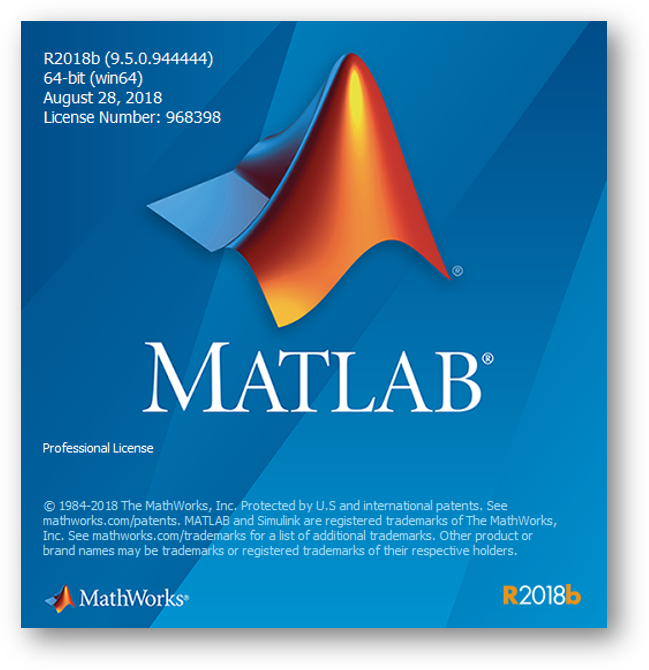 R2018b (9.5.0.944444)
64-bit (win64)
August 28, 2018
License Number: 968398
®
MATLAB®
Professional License
© 1984-2018 The MathWorks, Inc. Protected by U.S and international patents. See
mathworks.com/patents. MATLAB and Simulink are registered trademarks of The MathWorks,
Inc. See mathworks.com/trademarks for a list of additional trademarks. Other product or
brand names may be trademarks or registered trademarks of their respective holders.
MathWorks®
R2018b